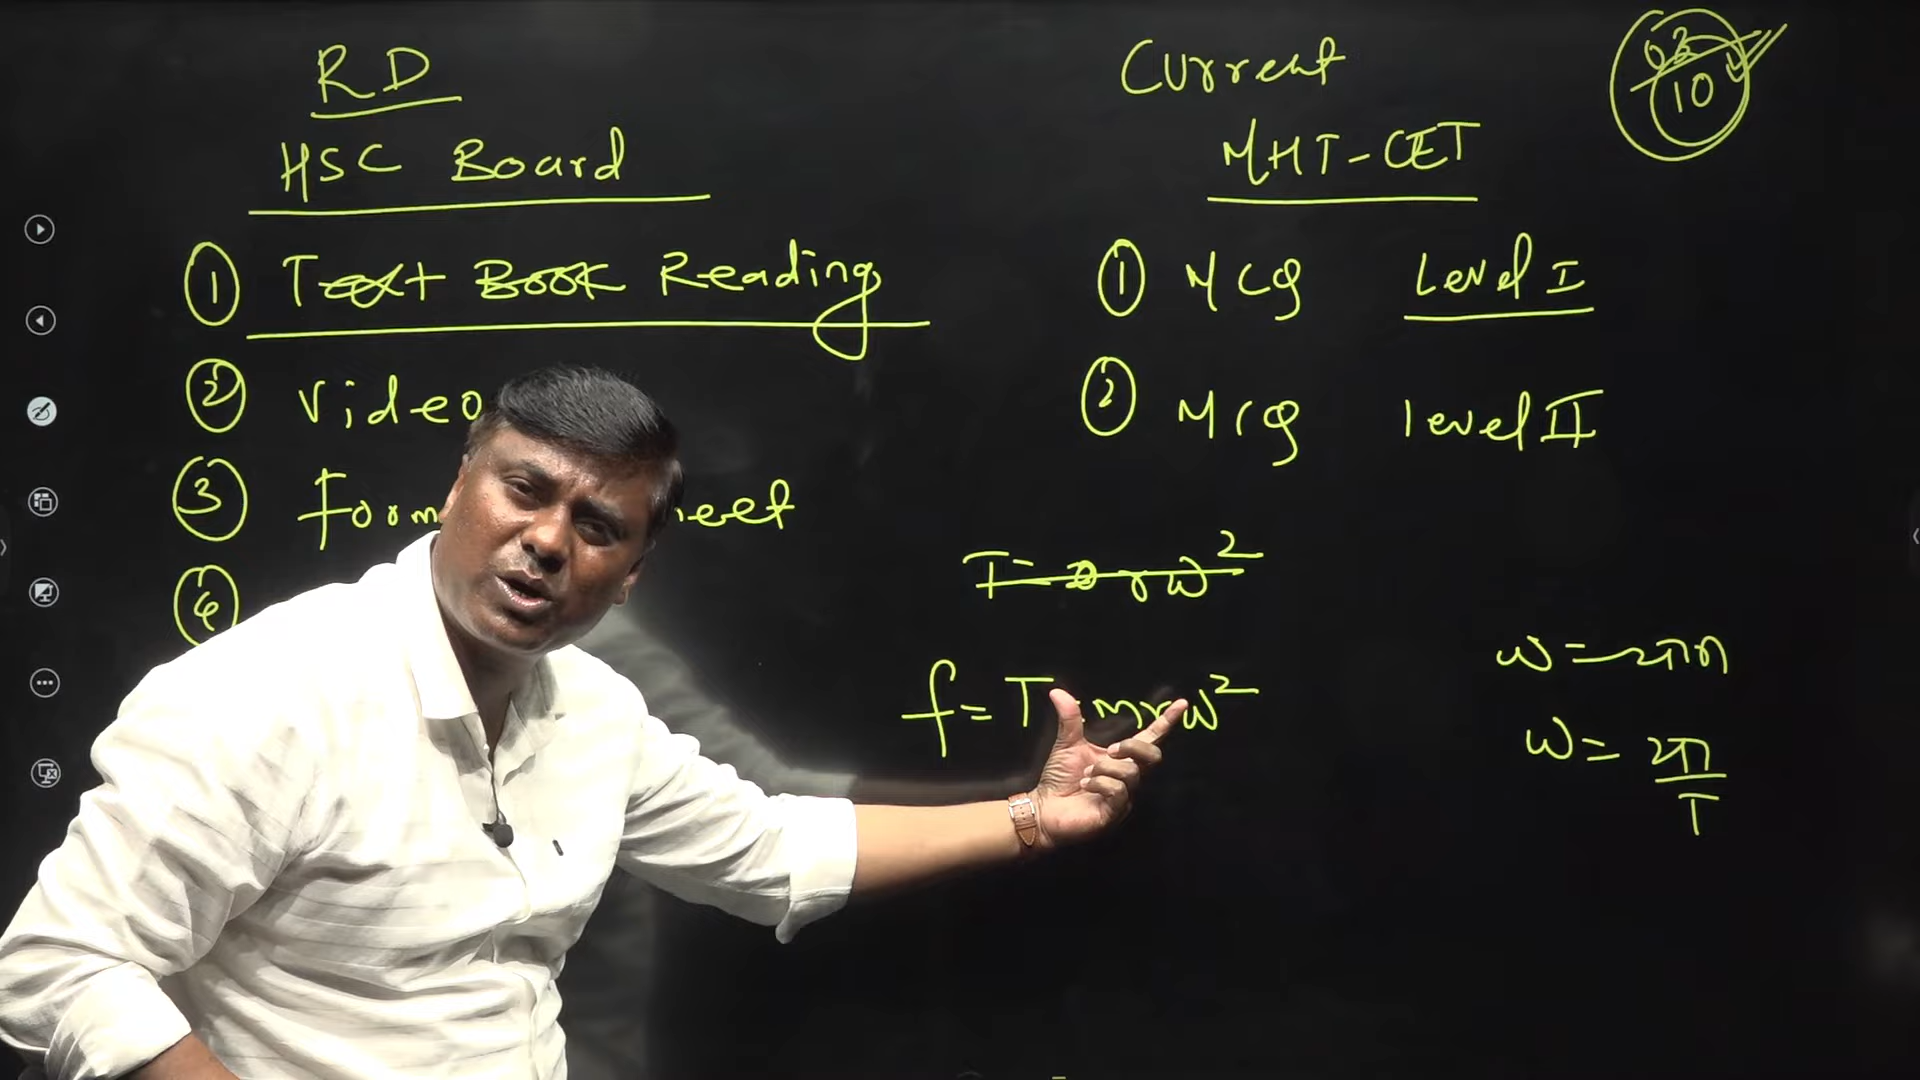 RD
HSC Board
① Text Book Reading
② Video
③ Form
④
Current
MHT-CET
① MCQ Level I
② MCQ Level II
f = T = mrω²
ω = 2πn
ω = 2π/T
10